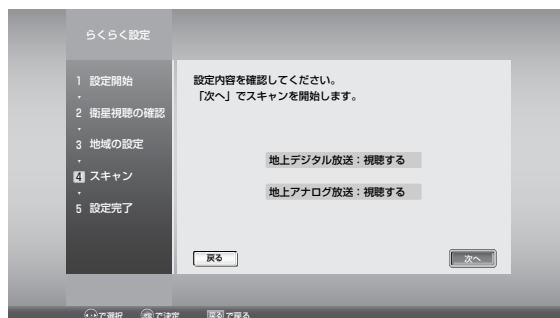 らくらく設定
1 設定開始
2 衛星視聴の確認
3 地域の設定
4 スキャン
5 設定完了
設定内容を確認してください。
「次へ」でスキャンを開始します。
地上デジタル放送：視聴する
地上アナログ放送：視聴する
戻る
次へ
で選択 で決定 戻る で戻る